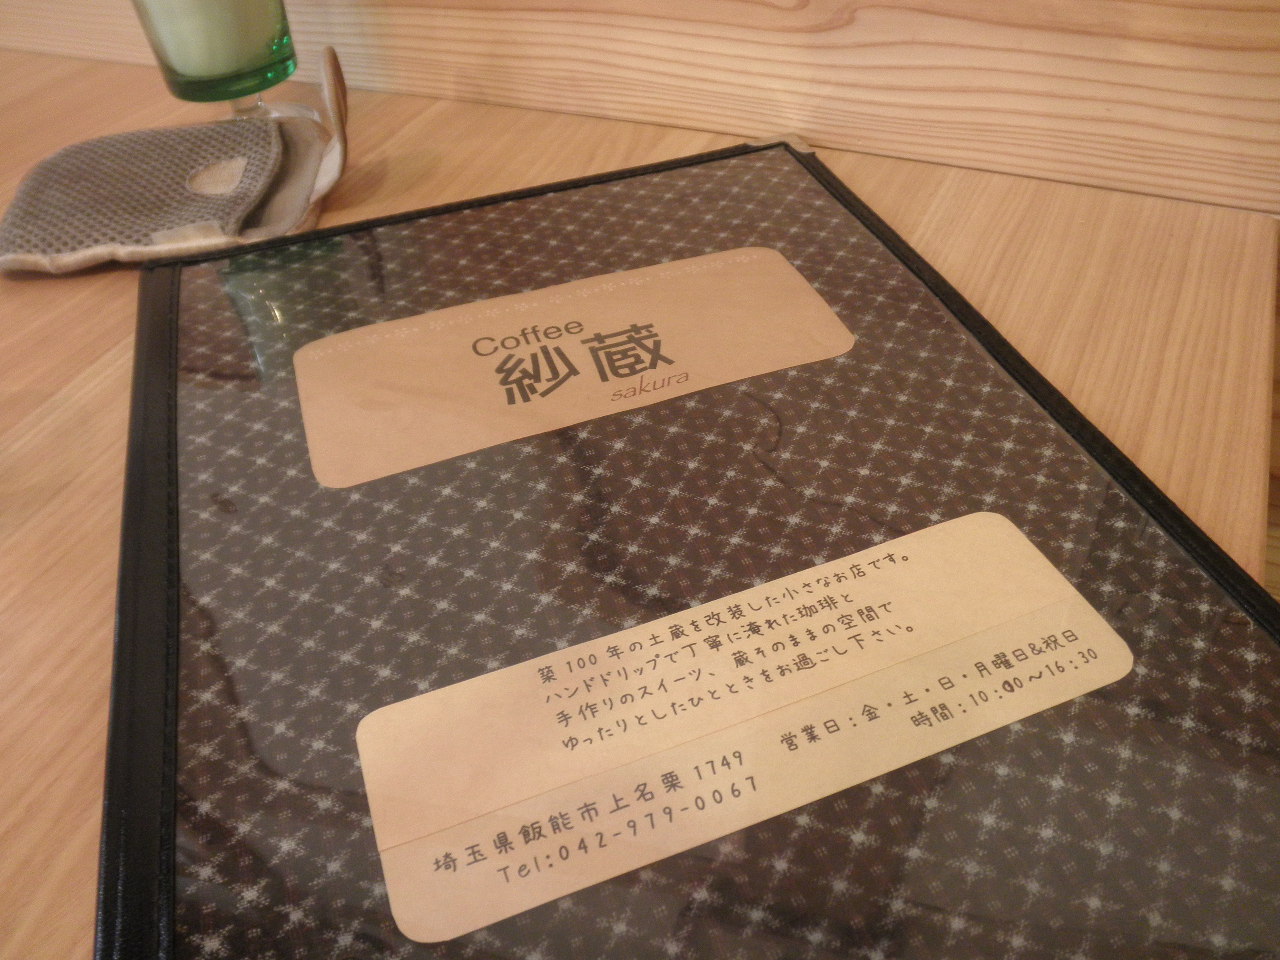 Coffee
紗蔵
sakura
築100年の土蔵を改装した小さなお店です。
ハンドドリップで丁寧に淹れた珈琲と
手作りのスイーツ、蔵そのままの空間で
ゆったりとしたひとときをお過ごし下さい。
埼玉県飯能市上名栗 1749
Tel:042-979-0067
営業日：金・土・日・月曜日&祝日
時間：10:00〜16:30